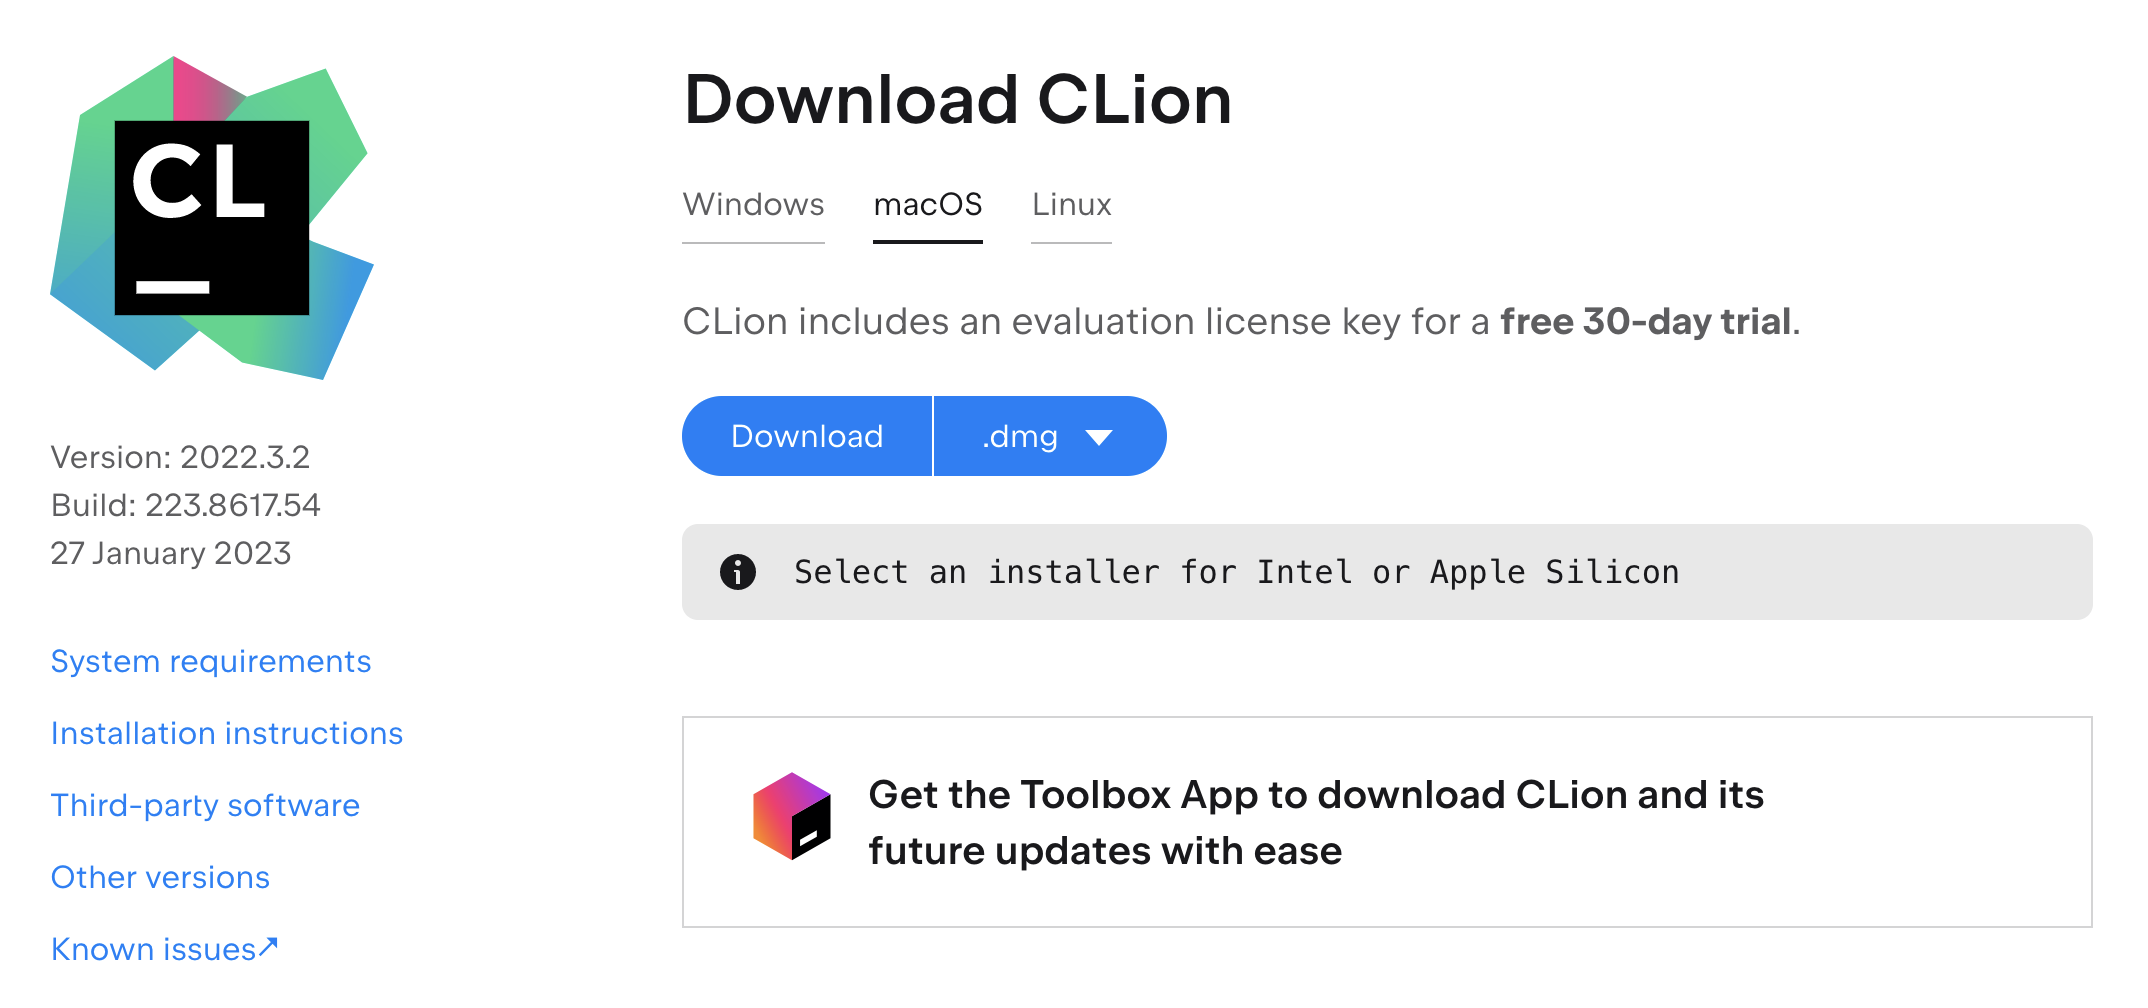 CL
Version: 2022.3.2
Build: 223.8617.54
27 January 2023
System requirements
Installation instructions
Third-party software
Other versions
Known issues↗
Download CLion
Windows macOS Linux
CLion includes an evaluation license key for a free 30-day trial.
Download .dmg
Select an installer for Intel or Apple Silicon
Get the Toolbox App to download CLion and its
future updates with ease